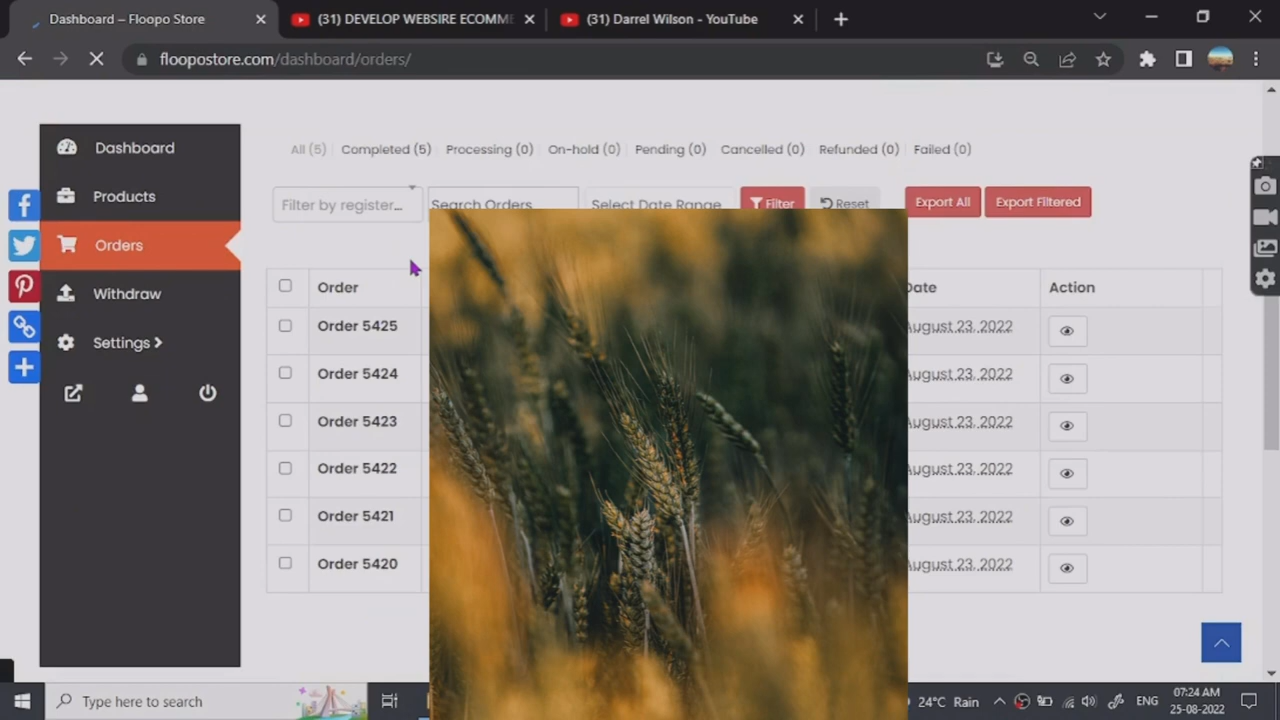 Dashboard – Floopo Store
(31) DEVELOP WEBSIRE ECOMME
(31) Darrel Wilson - YouTube
floopostore.com/dashboard/orders/
Dashboard
Products
Orders
Withdraw
Settings
All (5) Completed (5) Processing (0) On-hold (0) Pending (0) Cancelled (0) Refunded (0) Failed (0)
Filter by register... Search Orders Select Date Range Filter Reset Export All Export Filtered
Order Date Action
Order 5425 August 23, 2022
Order 5424 August 23, 2022
Order 5423 August 23, 2022
Order 5422 August 23, 2022
Order 5421 August 23, 2022
Order 5420 August 23, 2022
Type here to search
24°C Rain
ENG
07:24 AM
25-08-2022